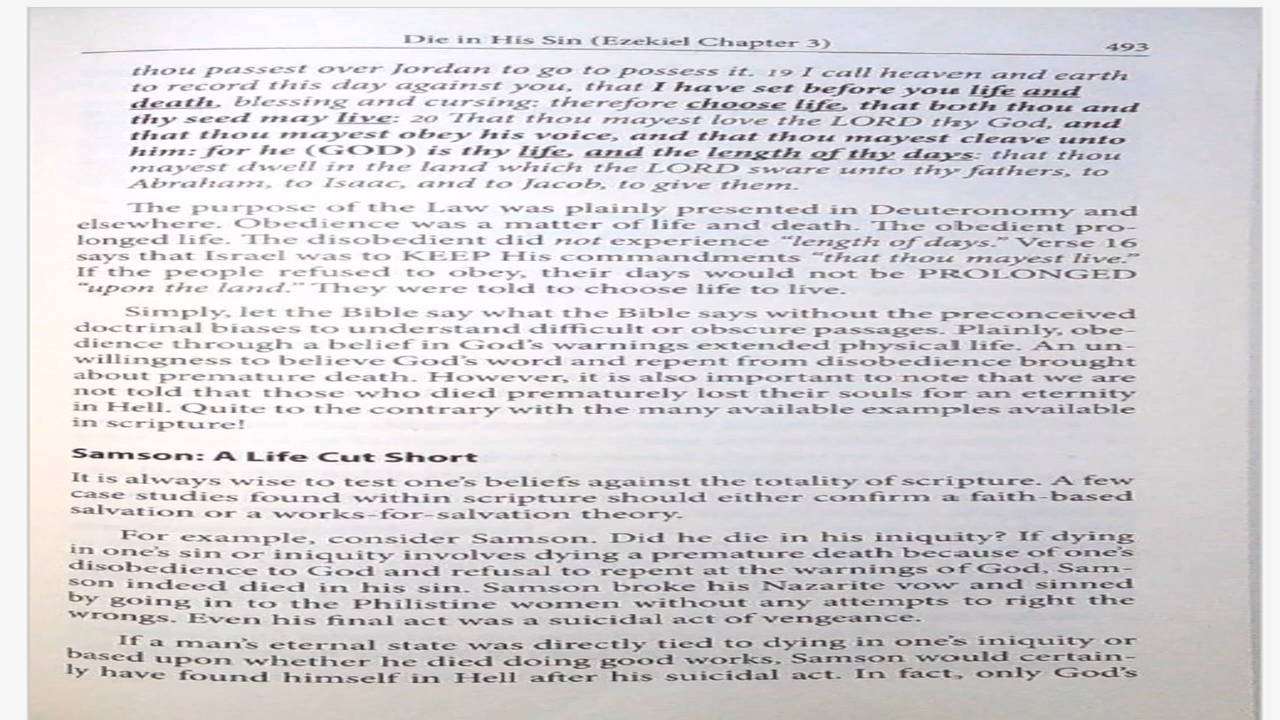 Die in His Sin (Ezekiel Chapter 3) 493
thou passest over Jordan to go to possess it. 19 I call heaven and earth
to record this day against you, that I have set before you life and
death, blessing and cursing: therefore choose life, that both thou and
thy seed may live: 20 That thou mayest love the LORD thy God, and
that thou mayest obey his voice, and that thou mayest cleave unto
him: for he (GOD) is thy life, and the length of thy days: that thou
mayest dwell in the land which the LORD sware unto thy fathers, to
Abraham, to Isaac, and to Jacob, to give them.
The purpose of the Law was plainly presented in Deuteronomy and
elsewhere. Obedience was a matter of life and death. The obedient pro-
longed life. The disobedient did not experience “length of days.” Verse 16
says that Israel was to KEEP His commandments “that thou mayest live.”
If the people refused to obey, their days would not be PROLONGED
“upon the land.” They were told to choose life to live.
Simply, let the Bible say what the Bible says without the preconceived
doctrinal biases to understand difficult or obscure passages. Plainly, obe-
dience through a belief in God’s warnings extended physical life. An un-
willingness to believe God’s word and repent from disobedience brought
about premature death. However, it is also important to note that we are
not told that those who died prematurely lost their souls for an eternity
in Hell. Quite to the contrary with the many available examples available
in scripture!
Samson: A Life Cut Short
It is always wise to test one’s beliefs against the totality of scripture. A few
case studies found within scripture should either confirm a faith-based
salvation or a works-for-salvation theory.
For example, consider Samson. Did he die in his iniquity? If dying
in one’s sin or iniquity involves dying a premature death because of one’s
disobedience to God and refusal to repent at the warnings of God, Sam-
son indeed died in his sin. Samson broke his Nazarite vow and sinned
by going in to the Philistine women without any attempts to right the
wrongs. Even his final act was a suicidal act of vengeance.
If a man’s eternal state was directly tied to dying in one’s iniquity or
based upon whether he died doing good works, Samson would certain-
ly have found himself in Hell after his suicidal act. In fact, only God’s